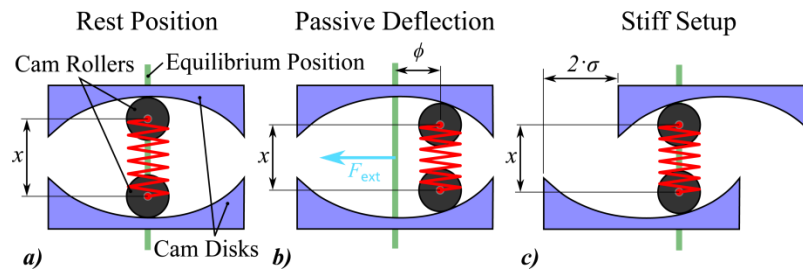 Rest Position
Passive Deflection
Stiff Setup
Cam Rollers
Equilibrium Position
ϕ
2·σ
x
x
x
F_ext
Cam Disks
a)
b)
c)